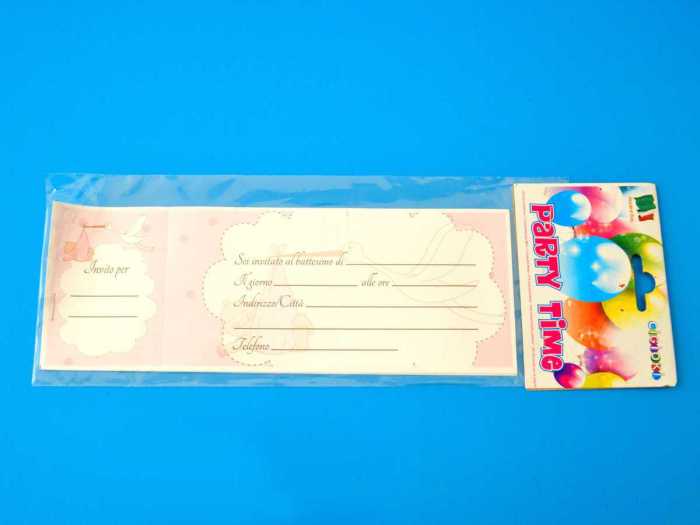 Invito per
Sei invitato al battesimo di
Il giorno alle ore
Indirizzo/Città
Telefono
PARTY TIME